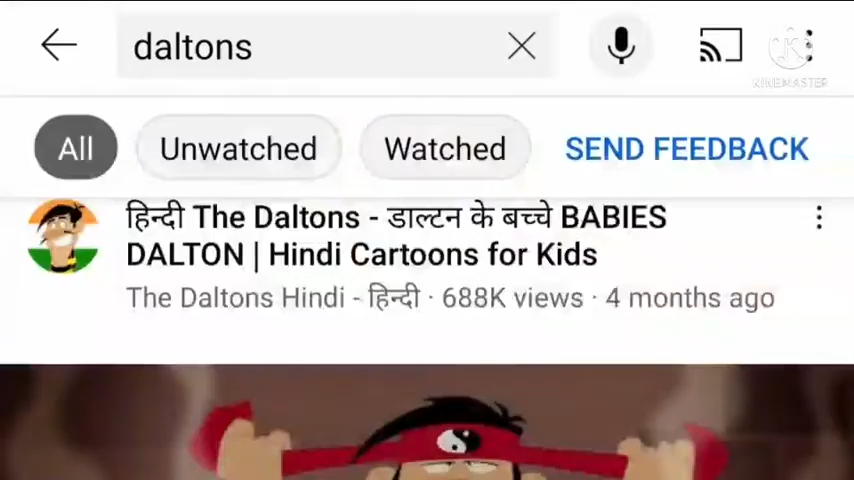 daltons
KINEMASTER
All Unwatched Watched SEND FEEDBACK
हिन्दी The Daltons - डाल्टन के बच्चे BABIES
DALTON | Hindi Cartoons for Kids
The Daltons Hindi - हिन्दी · 688K views · 4 months ago